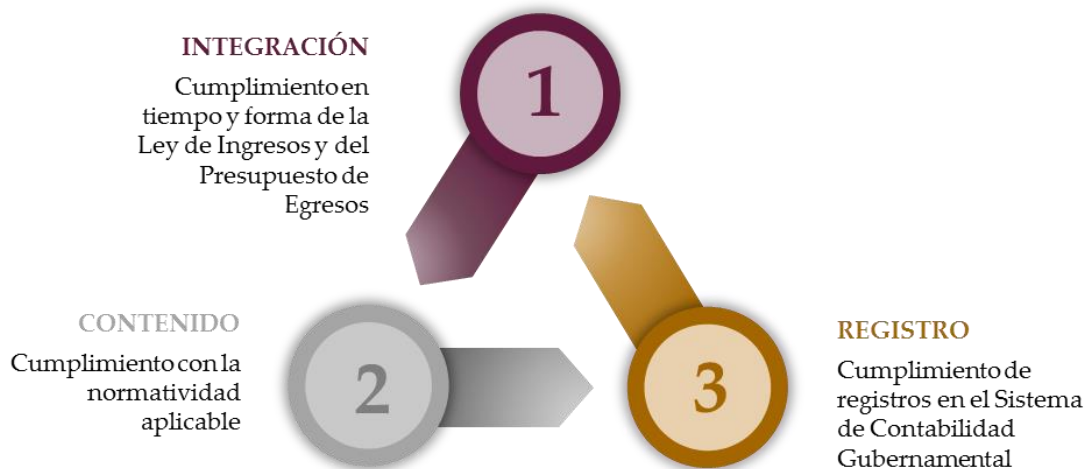 1
INTEGRACIÓN
Cumplimiento en
tiempo y forma de la
Ley de Ingresos y del
Presupuesto de
Egresos
2
CONTENIDO
Cumplimiento con la
normatividad
aplicable
3
REGISTRO
Cumplimiento de
registros en el Sistema
de Contabilidad
Gubernamental